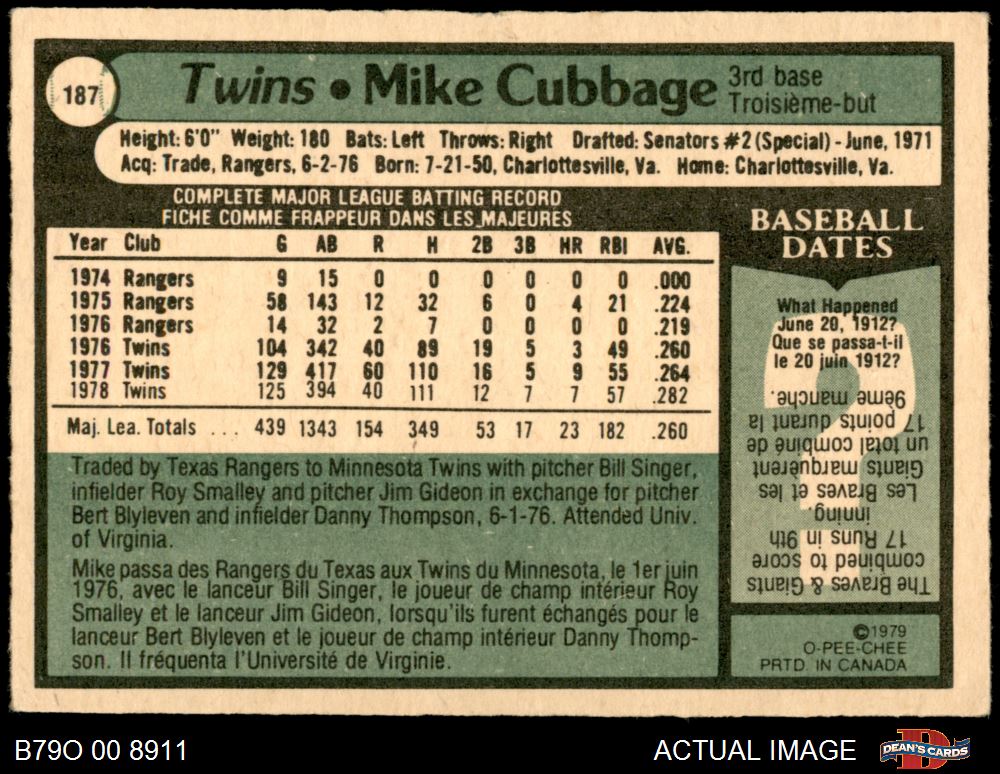 187
Twins • Mike Cubbage
3rd base
Troisième-but
Height: 6'0" Weight: 180 Bats: Left Throws: Right Drafted: Senators #2 (Special) - June, 1971
Acq: Trade, Rangers, 6-2-76 Born: 7-21-50, Charlottesville, Va. Home: Charlottesville, Va.
COMPLETE MAJOR LEAGUE BATTING RECORD
FICHE COMME FRAPPEUR DANS LES MAJEURES
Year Club G AB R H 2B 3B HR RBI AVG.
1974 Rangers 9 15 0 0 0 0 0 0 .000
1975 Rangers 58 143 12 32 6 0 4 21 .224
1976 Rangers 14 32 2 7 0 0 0 0 .219
1976 Twins 104 342 40 89 19 5 3 49 .260
1977 Twins 129 417 60 110 16 5 9 55 .264
1978 Twins 125 394 40 111 12 7 7 57 .282
Maj. Lea. Totals ... 439 1343 154 349 53 17 23 182 .260
Traded by Texas Rangers to Minnesota Twins with pitcher Bill Singer,
infielder Roy Smalley and pitcher Jim Gideon in exchange for pitcher
Bert Blyleven and infielder Danny Thompson, 6-1-76. Attended Univ.
of Virginia.
Mike passa des Rangers du Texas aux Twins du Minnesota, le 1er juin
1976, avec le lanceur Bill Singer, le joueur de champ intérieur Roy
Smalley et le lanceur Jim Gideon, lorsqu'ils furent échangés pour le
lanceur Bert Blyleven et le joueur de champ intérieur Danny Thomp-
son. Il fréquenta l'Université de Virginie.
BASEBALL
DATES
What Happened
June 20, 1912?
Que se passa-t-il
le 20 juin 1912?
The Braves & Giants
combined to score
17 Runs in 9th
inning.
Les Braves et les
Giants marquèrent
un total combiné de
17 points durant la
9ème manche.
©1979
O-PEE-CHEE
PRTD. IN CANADA
B79O 00 8911
ACTUAL IMAGE
DEAN'S CARDS